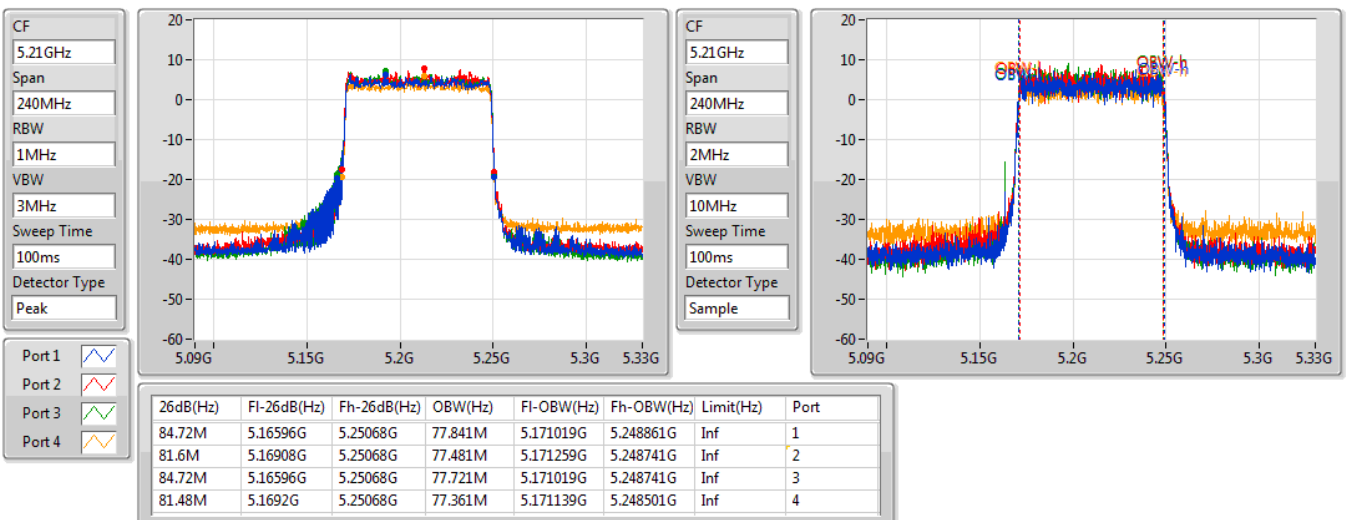 CF
5.21GHz
Span
240MHz
RBW
1MHz
VBW
3MHz
Sweep Time
100ms
Detector Type
Peak
20
10
0
-10
-20
-30
-40
-50
-60
5.09G 5.15G 5.2G 5.25G 5.3G 5.33G
CF
5.21GHz
Span
240MHz
RBW
2MHz
VBW
10MHz
Sweep Time
100ms
Detector Type
Sample
20
10
0
-10
-20
-30
-40
-50
-60
OBW-h
5.09G 5.15G 5.2G 5.25G 5.3G 5.33G
Port 1
Port 2
Port 3
Port 4
26dB(Hz) Fl-26dB(Hz) Fh-26dB(Hz) OBW(Hz) Fl-OBW(Hz) Fh-OBW(Hz) Limit(Hz) Port
84.72M 5.16596G 5.25068G 77.841M 5.171019G 5.248861G Inf 1
81.6M 5.16908G 5.25068G 77.481M 5.171259G 5.248741G Inf 2
84.72M 5.16596G 5.25068G 77.721M 5.171019G 5.248741G Inf 3
81.48M 5.1692G 5.25068G 77.361M 5.171139G 5.248501G Inf 4